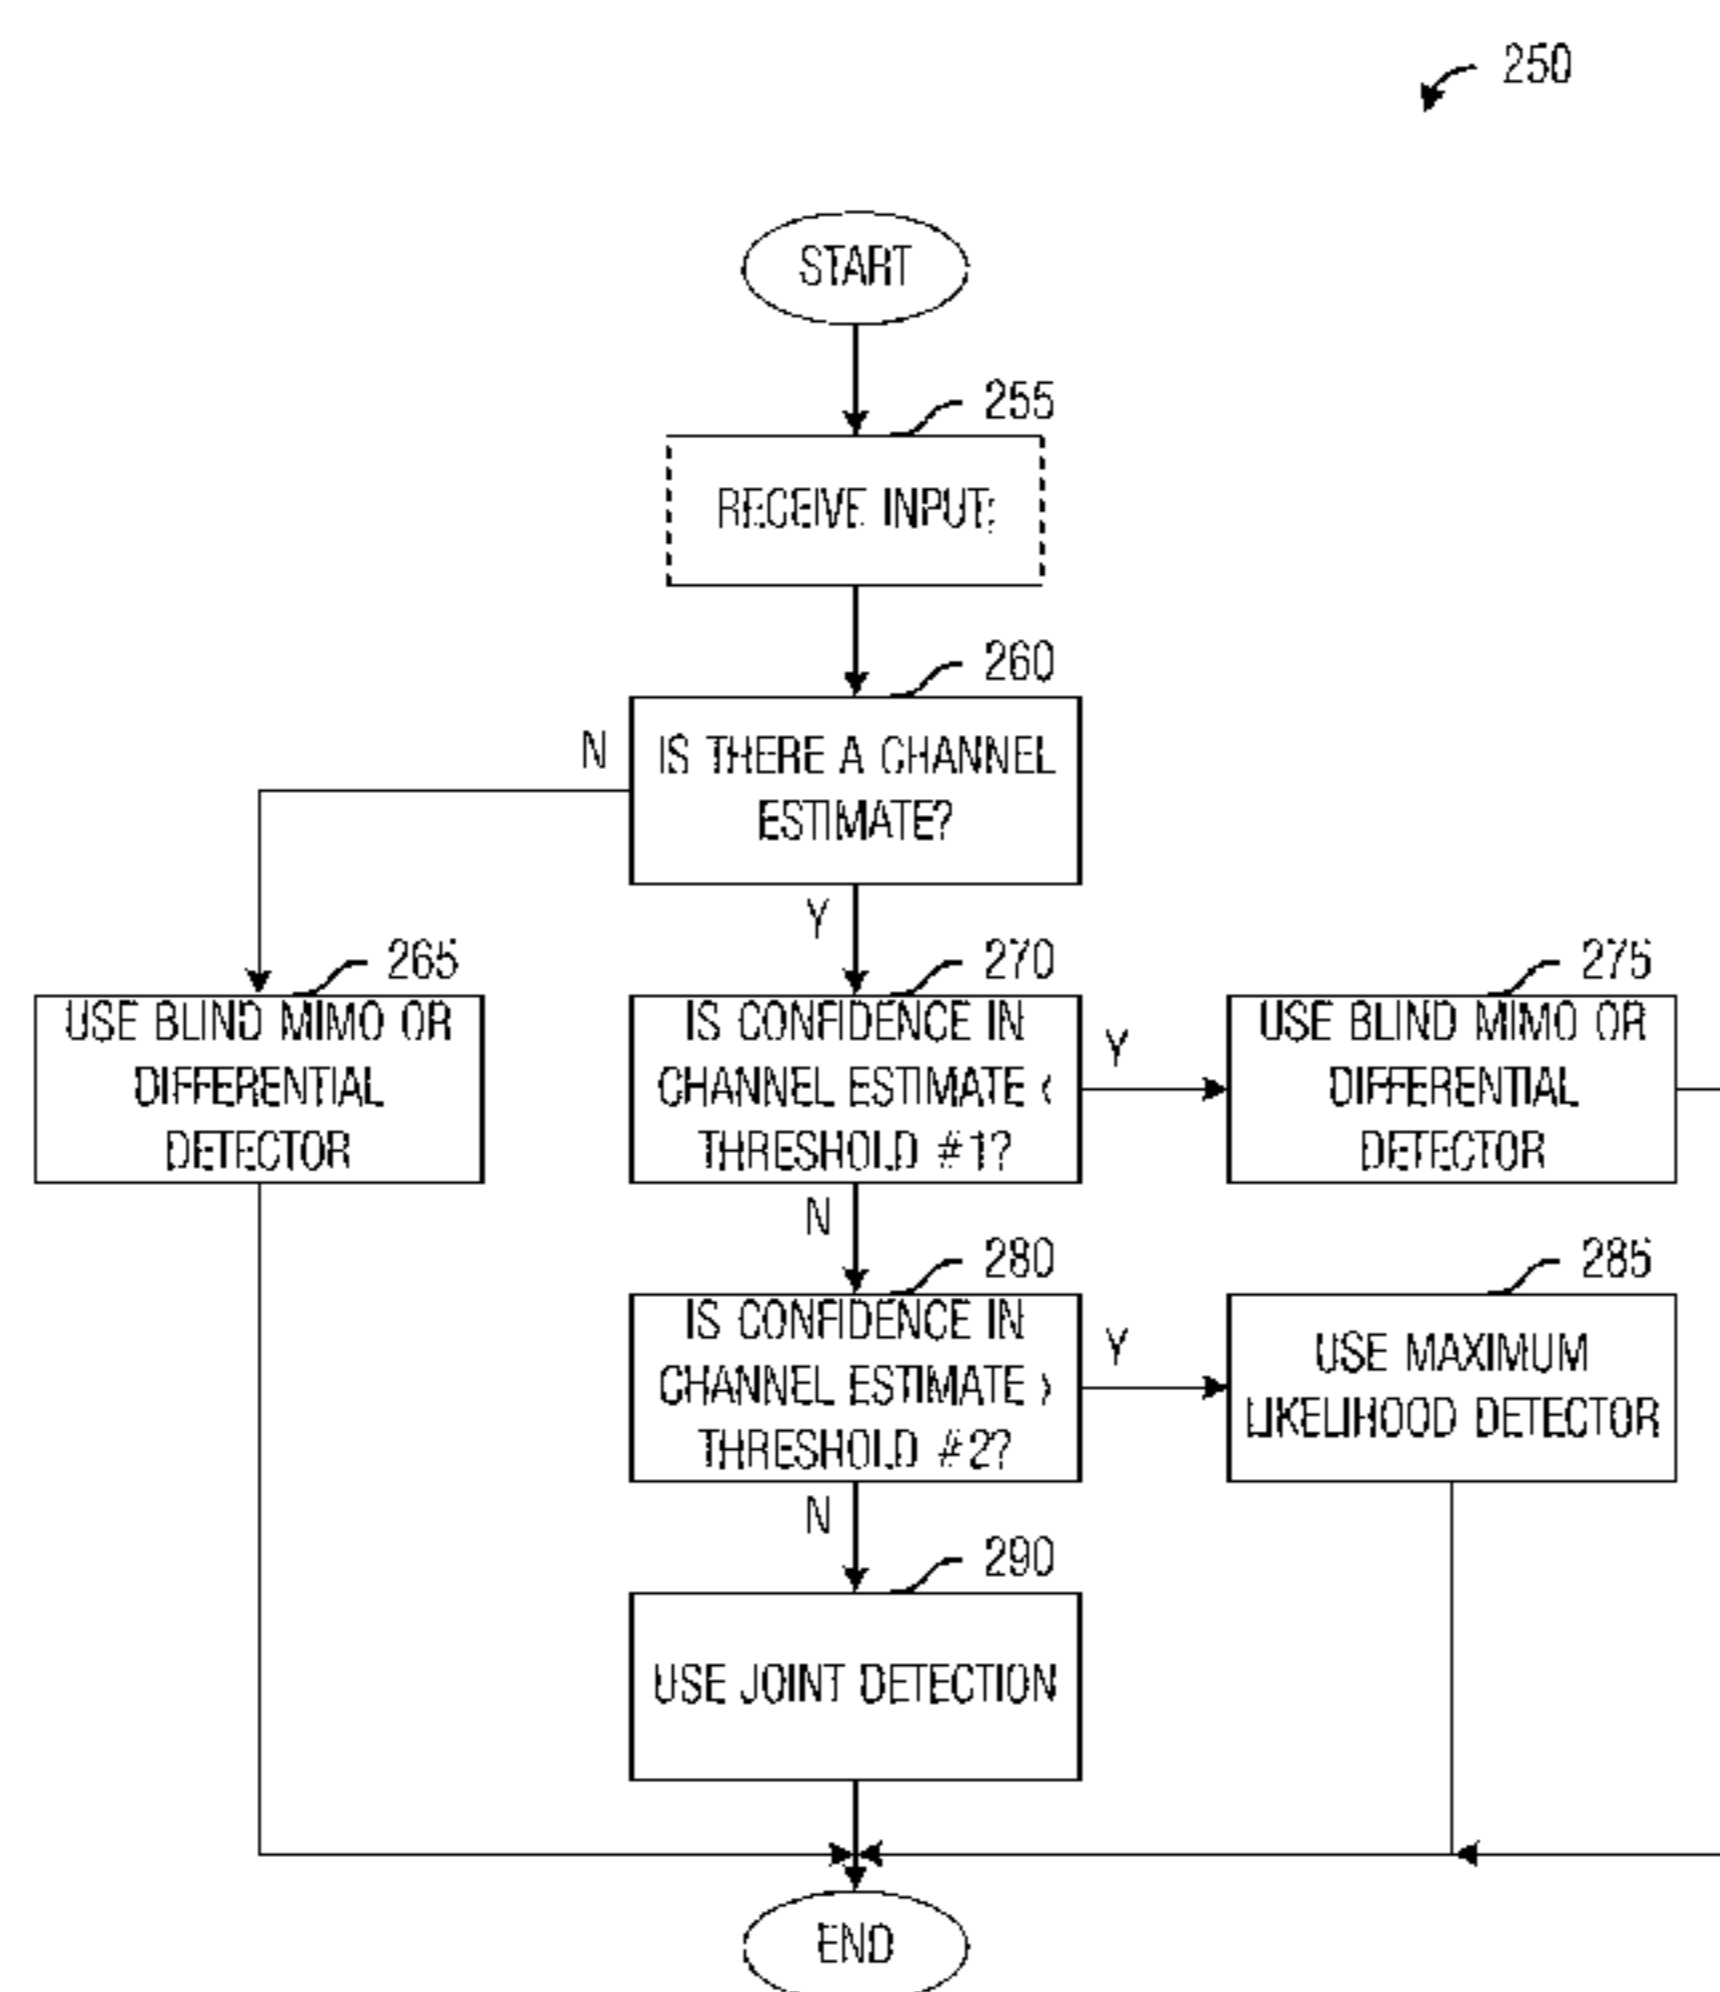 250
START
255
RECEIVE INPUT;
260
N
IS THERE A CHANNEL
ESTIMATE?
Y
265
USE BLIND MIMO OR
DIFFERENTIAL
DETECTOR
270
IS CONFIDENCE IN
CHANNEL ESTIMATE <
THRESHOLD #1?
Y
275
USE BLIND MIMO OR
DIFFERENTIAL
DETECTOR
N
280
IS CONFIDENCE IN
CHANNEL ESTIMATE >
THRESHOLD #2?
Y
285
USE MAXIMUM
LIKELIHOOD DETECTOR
N
290
USE JOINT DETECTION
END